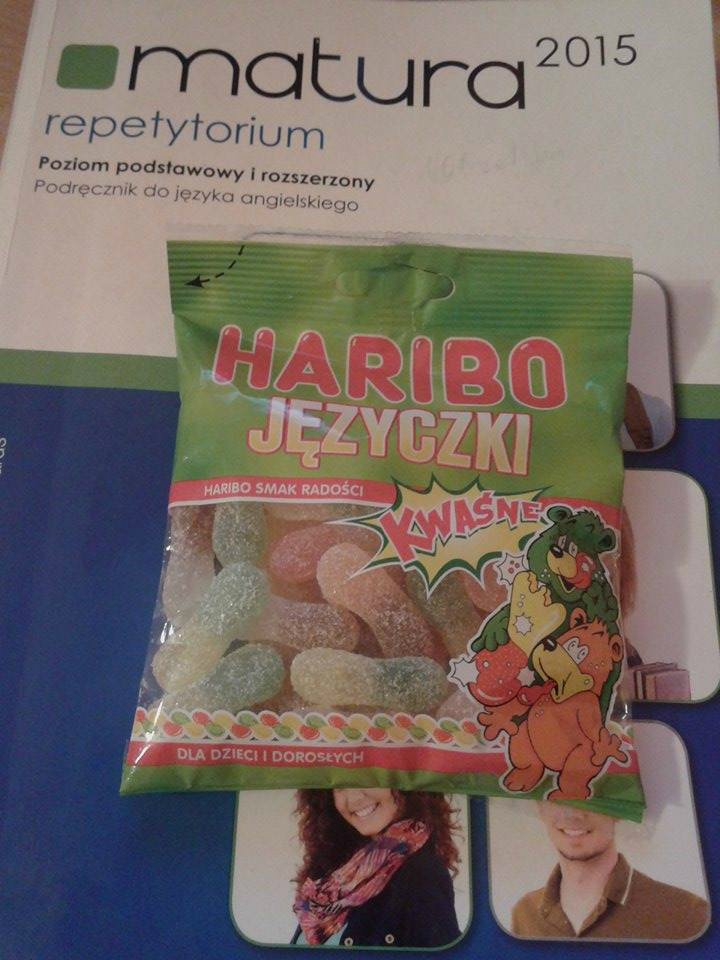 matura 2015
repetytorium
Poziom podstawowy i rozszerzony
Podręcznik do języka angielskiego
HARIBO
JĘZYCZKI
HARIBO SMAK RADOŚCI
KWAŚNE
DLA DZIECI I DOROSŁYCH